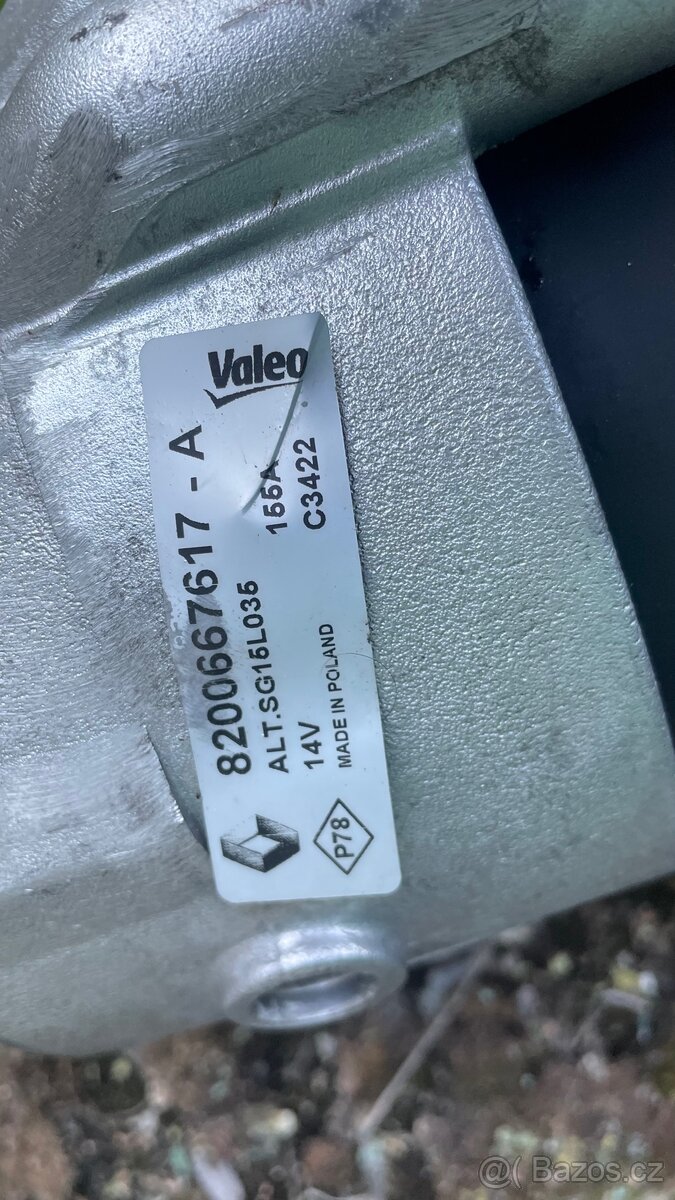 Valeo
8200667617 - A
ALT.SG15L035 155A
14V C3422
MADE IN POLAND
P78
@( Bazos.cz